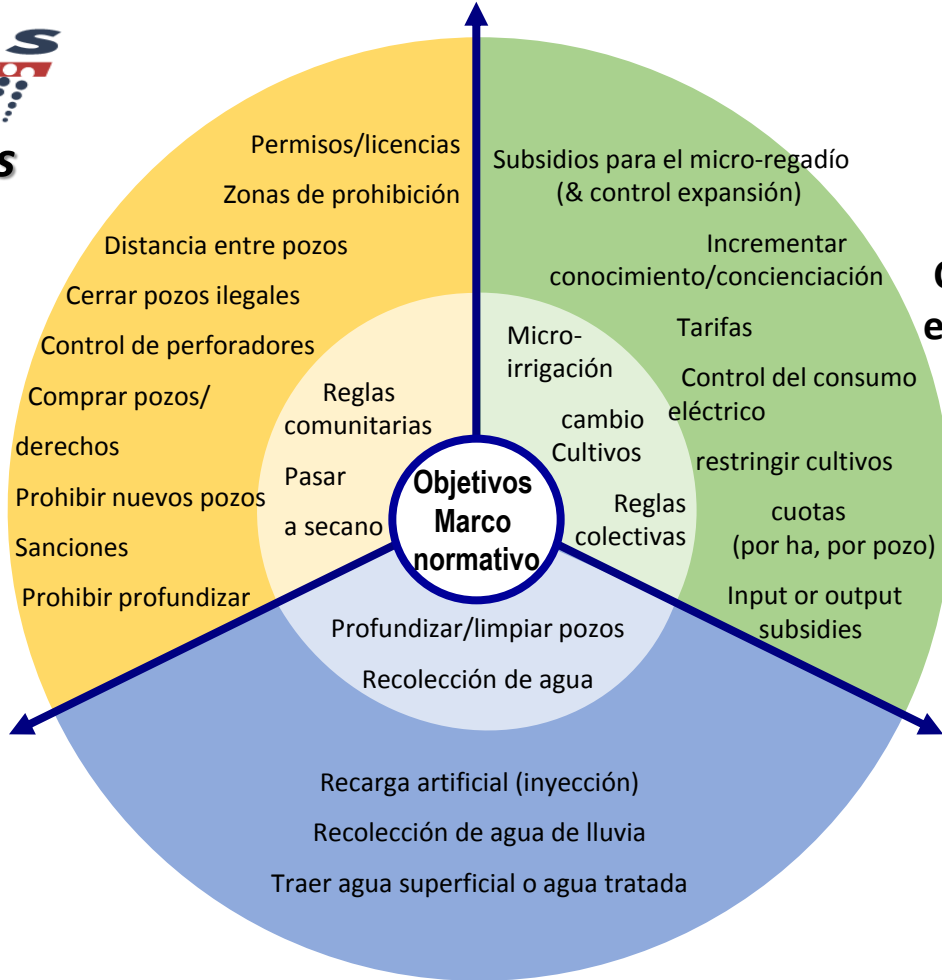 S
s
Permisos/licencias
Zonas de prohibición
Distancia entre pozos
Cerrar pozos ilegales
Control de perforadores
Comprar pozos/
derechos
Prohibir nuevos pozos
Sanciones
Prohibir profundizar
Reglas
comunitarias
Pasar
a secano
Subsidios para el micro-regadío
(& control expansión)
Incrementar
conocimiento/concienciación
Tarifas
Control del consumo
eléctrico
restringir cultivos
cuotas
(por ha, por pozo)
Input or output
subsidies
Micro-
irrigación
cambio
Cultivos
Reglas
colectivas
Objetivos
Marco
normativo
Profundizar/limpiar pozos
Recolección de agua
Recarga artificial (inyección)
Recolección de agua de lluvia
Traer agua superficial o agua tratada